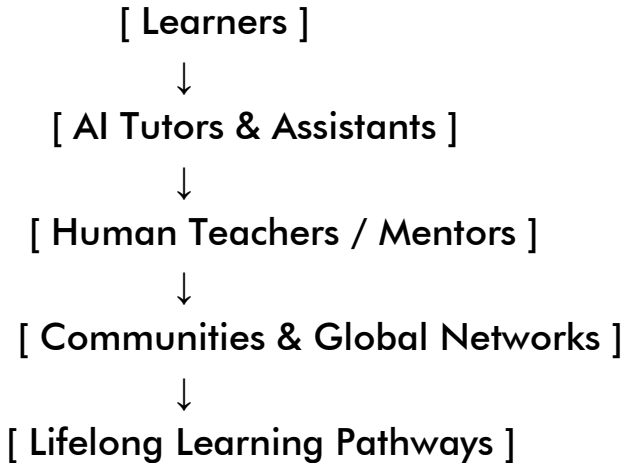 [ Learners ]
↓
[ AI Tutors & Assistants ]
↓
[ Human Teachers / Mentors ]
↓
[ Communities & Global Networks ]
↓
[ Lifelong Learning Pathways ]